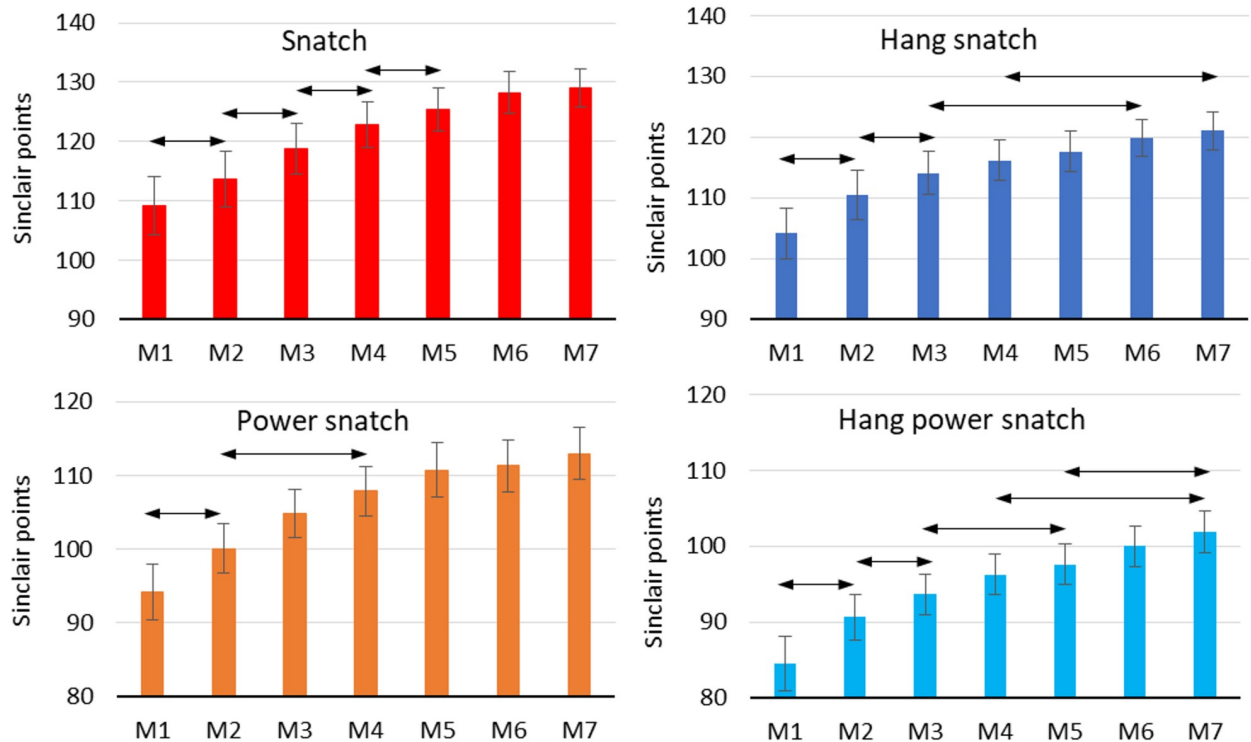 Snatch
Sinclair points
140
130
120
110
100
90
M1 M2 M3 M4 M5 M6 M7
Hang snatch
Sinclair points
140
130
120
110
100
90
M1 M2 M3 M4 M5 M6 M7
Power snatch
Sinclair points
120
110
100
90
80
M1 M2 M3 M4 M5 M6 M7
Hang power snatch
Sinclair points
120
110
100
90
80
M1 M2 M3 M4 M5 M6 M7